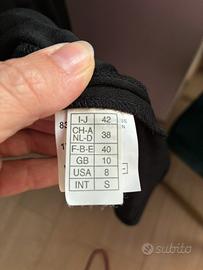 I-J 42
CH-A NL-D 38
F-B-E 40
GB 10
USA 8
INT S
subito